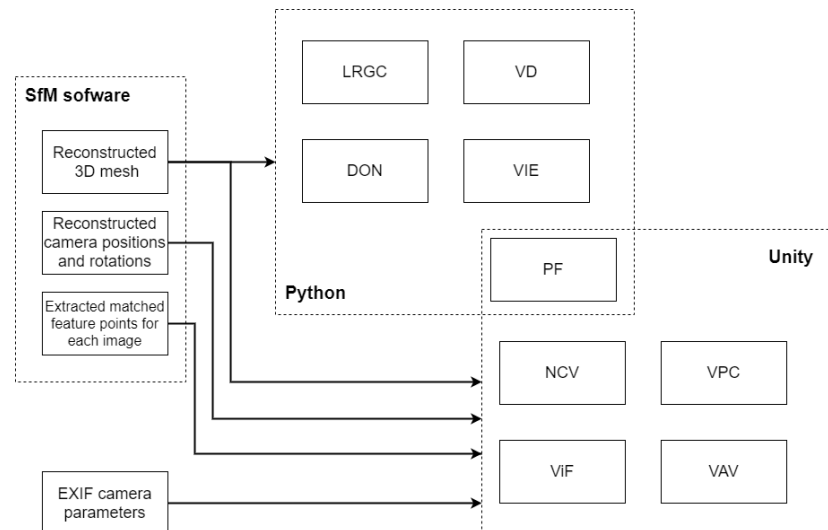 SfM sofware
Reconstructed
3D mesh
Reconstructed
camera positions
and rotations
Extracted matched
feature points for
each image
EXIF camera
parameters
LRGC
VD
DON
VIE
PF
Python
Unity
NCV
VPC
ViF
VAV